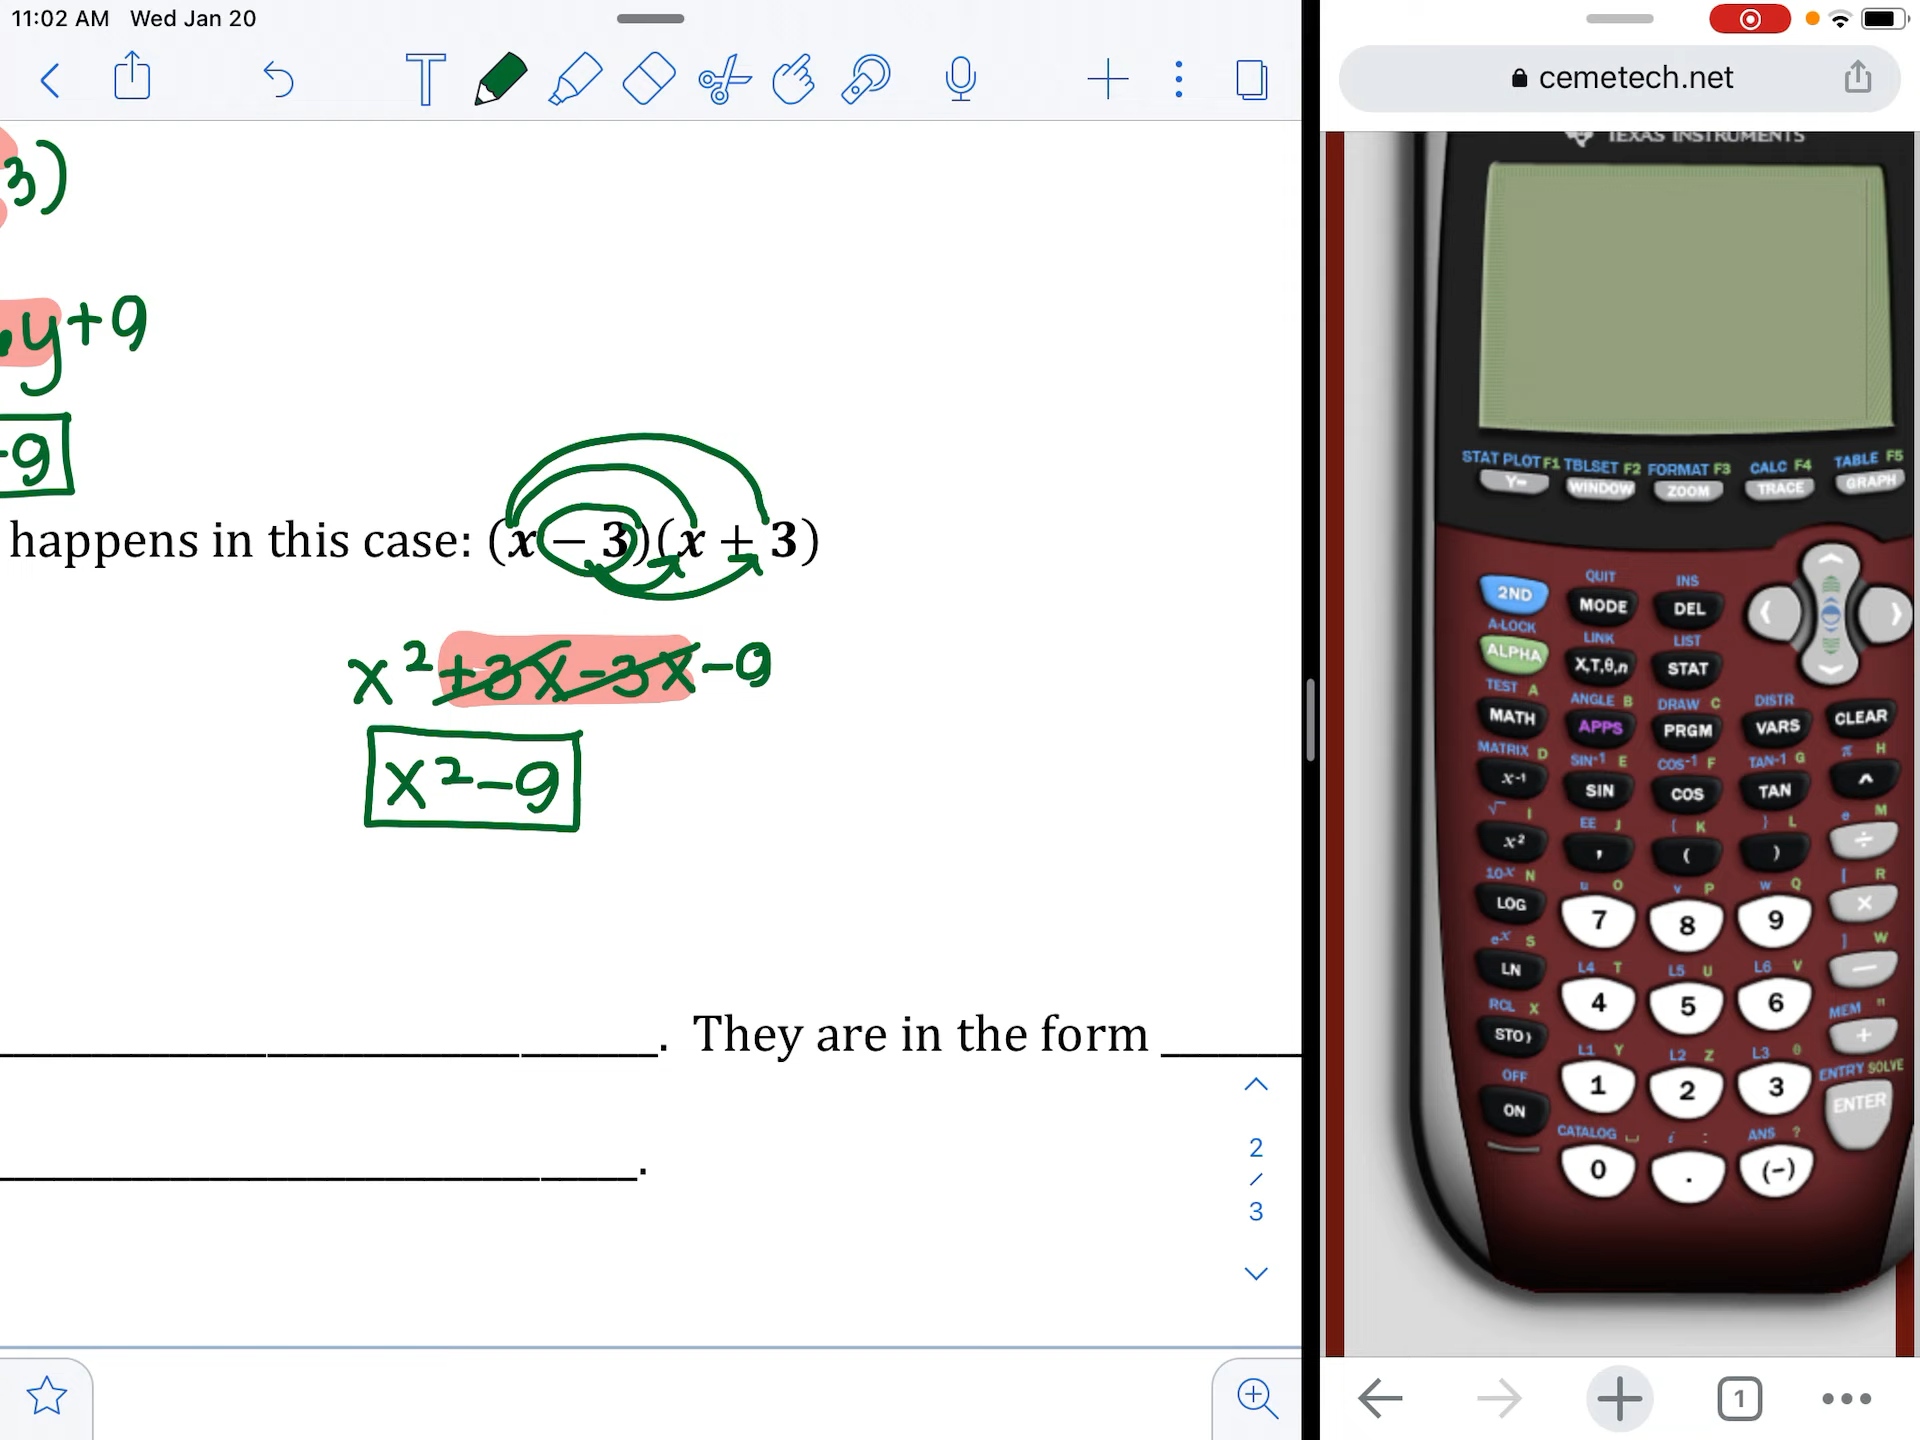 11:02 AM Wed Jan 20
cemetech.net
TEXAS INSTRUMENTS
3)
y+9
-9
happens in this case: (x − 3)(x + 3)
x²+3x-3x-9
x²-9
. They are in the form
.
2
/
3
STAT PLOT F1 TBLSET F2 FORMAT F3 CALC F4 TABLE F5
Y= WINDOW ZOOM TRACE GRAPH
QUIT INS
2ND MODE DEL
A-LOCK LINK LIST
ALPHA X,T,θ,n STAT
TEST A ANGLE B DRAW C DISTR
MATH APPS PRGM VARS CLEAR
MATRIX D SIN⁻¹ E COS⁻¹ F TAN⁻¹ G π H
x⁻¹ SIN COS TAN ^
√ I EE J { K } L e M
x² , ( ) ÷
10ˣ N u O v P w Q [ R
LOG 7 8 9 ×
eˣ S L4 T L5 U L6 V ] W
LN 4 5 6 −
RCL X L1 Y L2 Z L3 θ MEM "
STO⟩ 1 2 3 +
OFF CATALOG ⎵ i : ANS ? ENTRY SOLVE
ON 0 . (-) ENTER
1